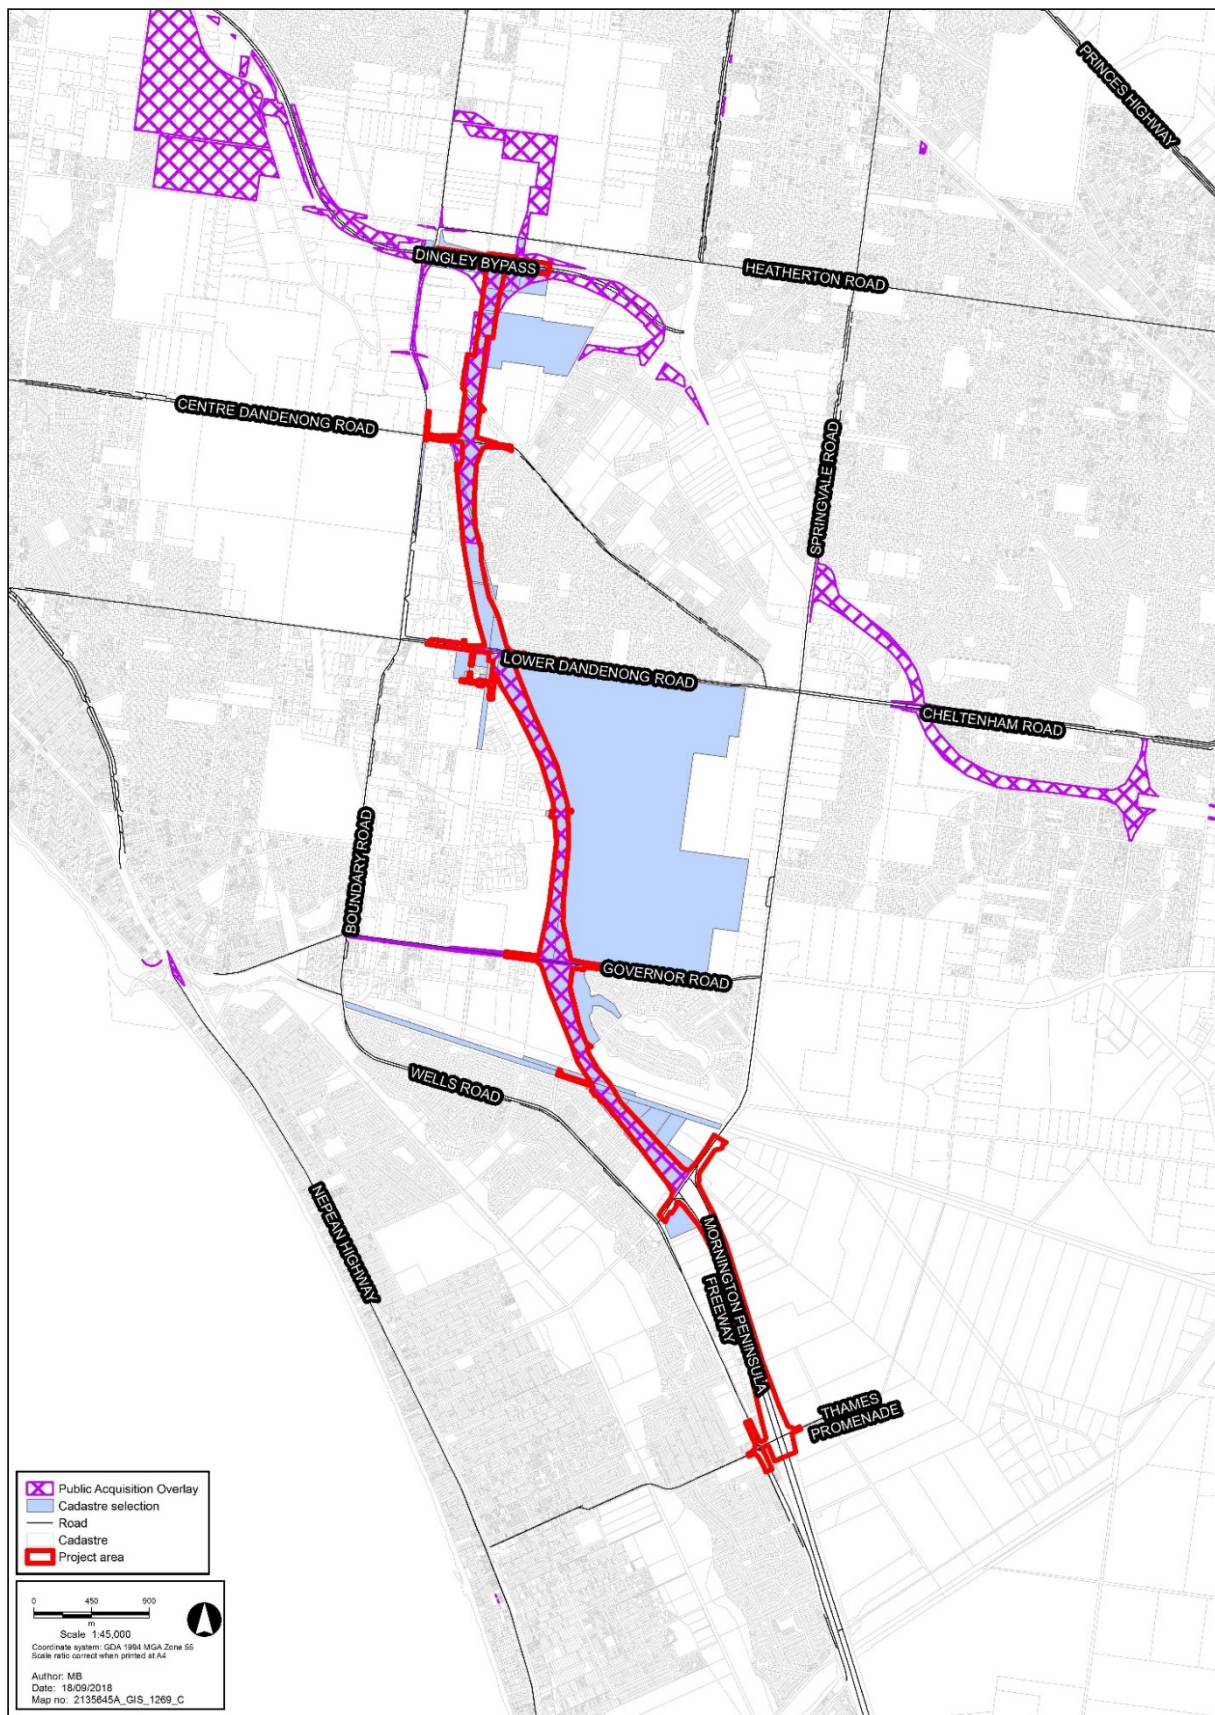 PRINCES HIGHWAY
DINGLEY BYPASS
HEATHERTON ROAD
CENTRE DANDENONG ROAD
SPRINGVALE ROAD
LOWER DANDENONG ROAD
CHELTENHAM ROAD
BOUNDARY ROAD
GOVERNOR ROAD
WELLS ROAD
NEPEAN HIGHWAY
MORNINGTON PENINSULA
FREEWAY
THAMES
PROMENADE
Public Acquisition Overlay
Cadastre selection
Road
Cadastre
Project area
0 450 900
m
Scale 1:45,000
Coordinate system: GDA 1994 MGA Zone 55
Scale ratio correct when printed at A4
Author: MB
Date: 18/09/2018
Map no: 2135645A_GIS_1269_C